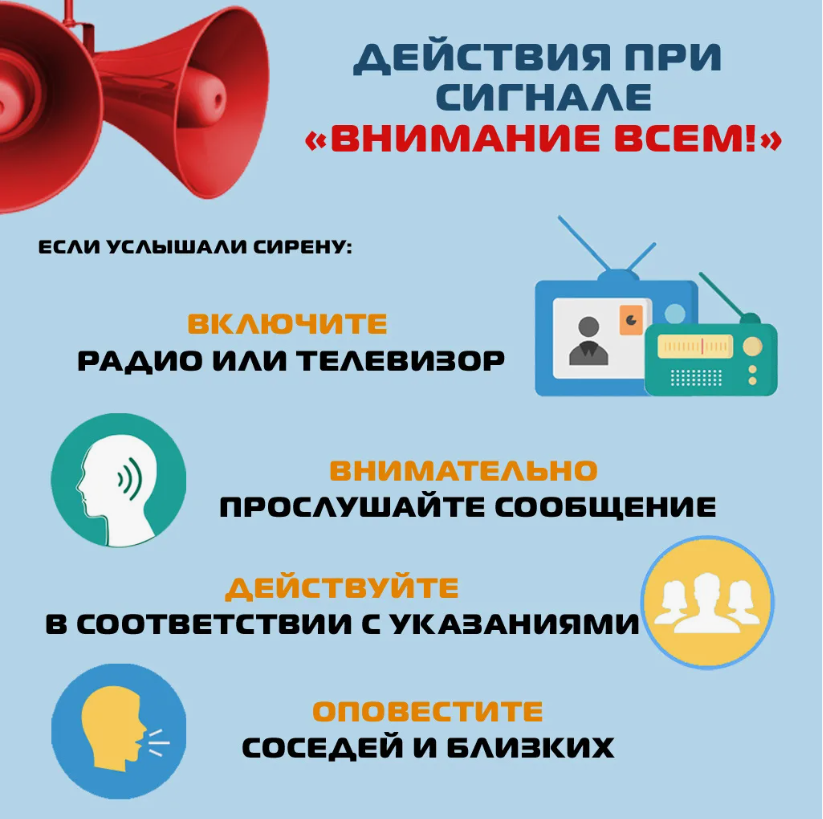 ДЕЙСТВИЯ ПРИ
СИГНАЛЕ
«ВНИМАНИЕ ВСЕМ!»
ЕСЛИ УСЛЫШАЛИ СИРЕНУ:
ВКЛЮЧИТЕ
РАДИО ИЛИ ТЕЛЕВИЗОР
ВНИМАТЕЛЬНО
ПРОСЛУШАЙТЕ СООБЩЕНИЕ
ДЕЙСТВУЙТЕ
В СООТВЕТСТВИИ С УКАЗАНИЯМИ
ОПОВЕСТИТЕ
СОСЕДЕЙ И БЛИЗКИХ